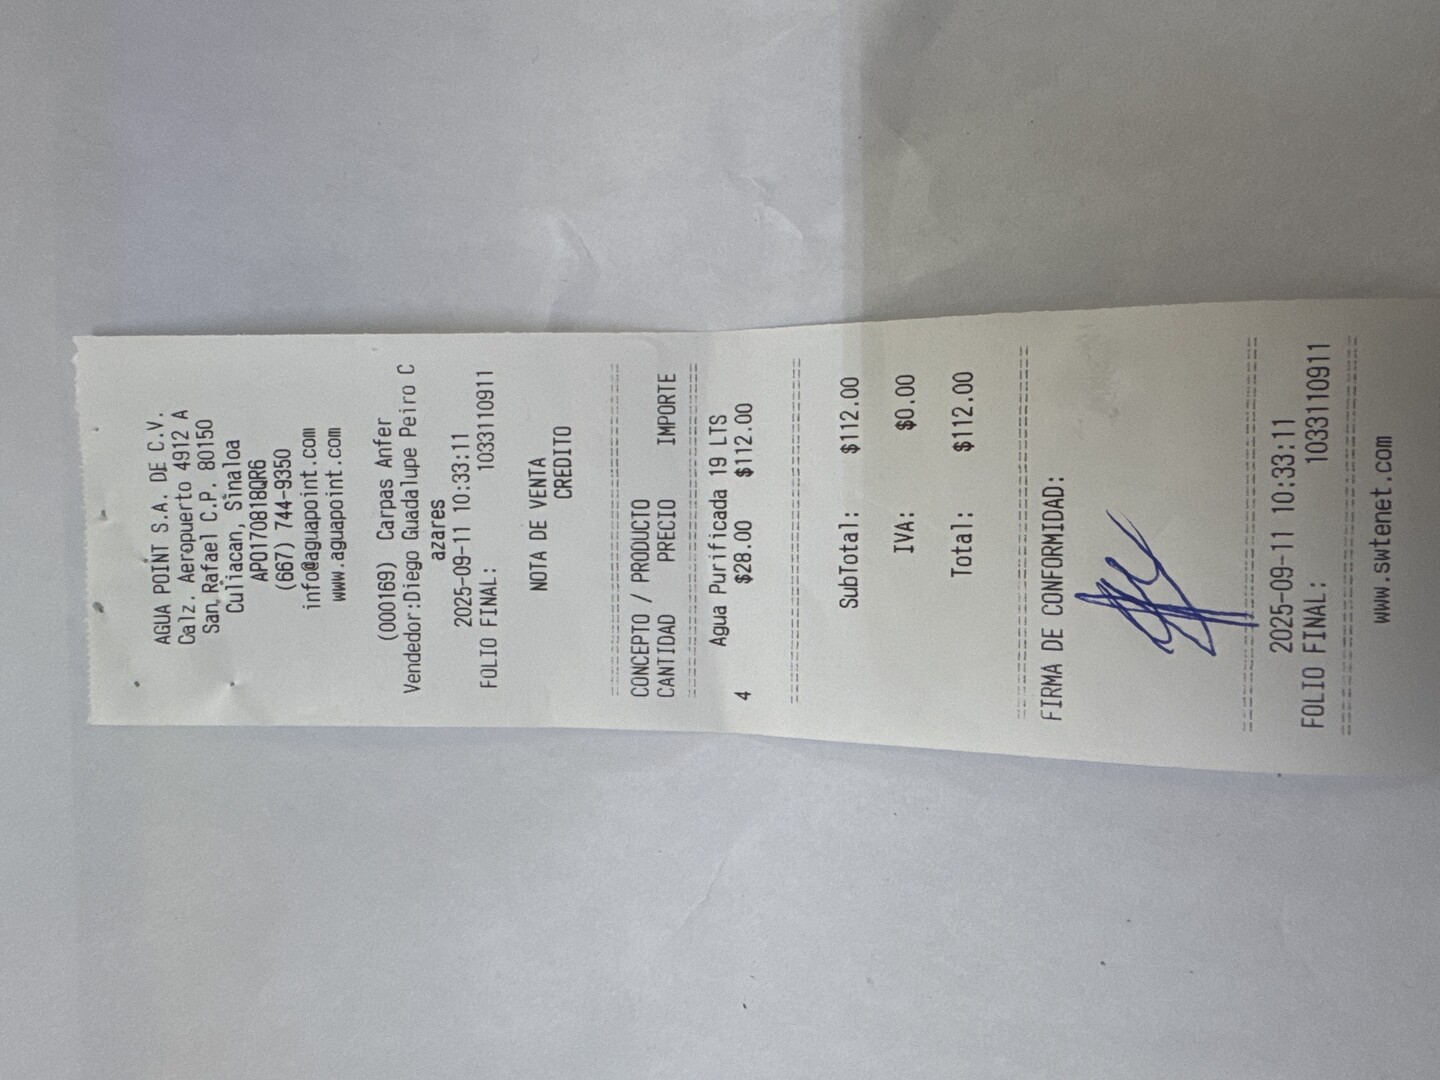 AGUA POINT S.A. DE C.V.
Calz. Aeropuerto 4912 A
San Rafael C.P. 80150
Culiacan, Sinaloa
APO170818QR6
(667) 744-9350
info@aguapoint.com
www.aguapoint.com
(000169) Carpas Anfer
Vendedor:Diego Guadalupe Peiro C
azares
2025-09-11 10:33:11
FOLIO FINAL: 1033110911
NOTA DE VENTA
CREDITO
CONCEPTO / PRODUCTO
CANTIDAD PRECIO IMPORTE
Agua Purificada 19 LTS
4 $28.00 $112.00
SubTotal: $112.00
IVA: $0.00
Total: $112.00
FIRMA DE CONFORMIDAD:
2025-09-11 10:33:11
FOLIO FINAL: 1033110911
www.swtenet.com